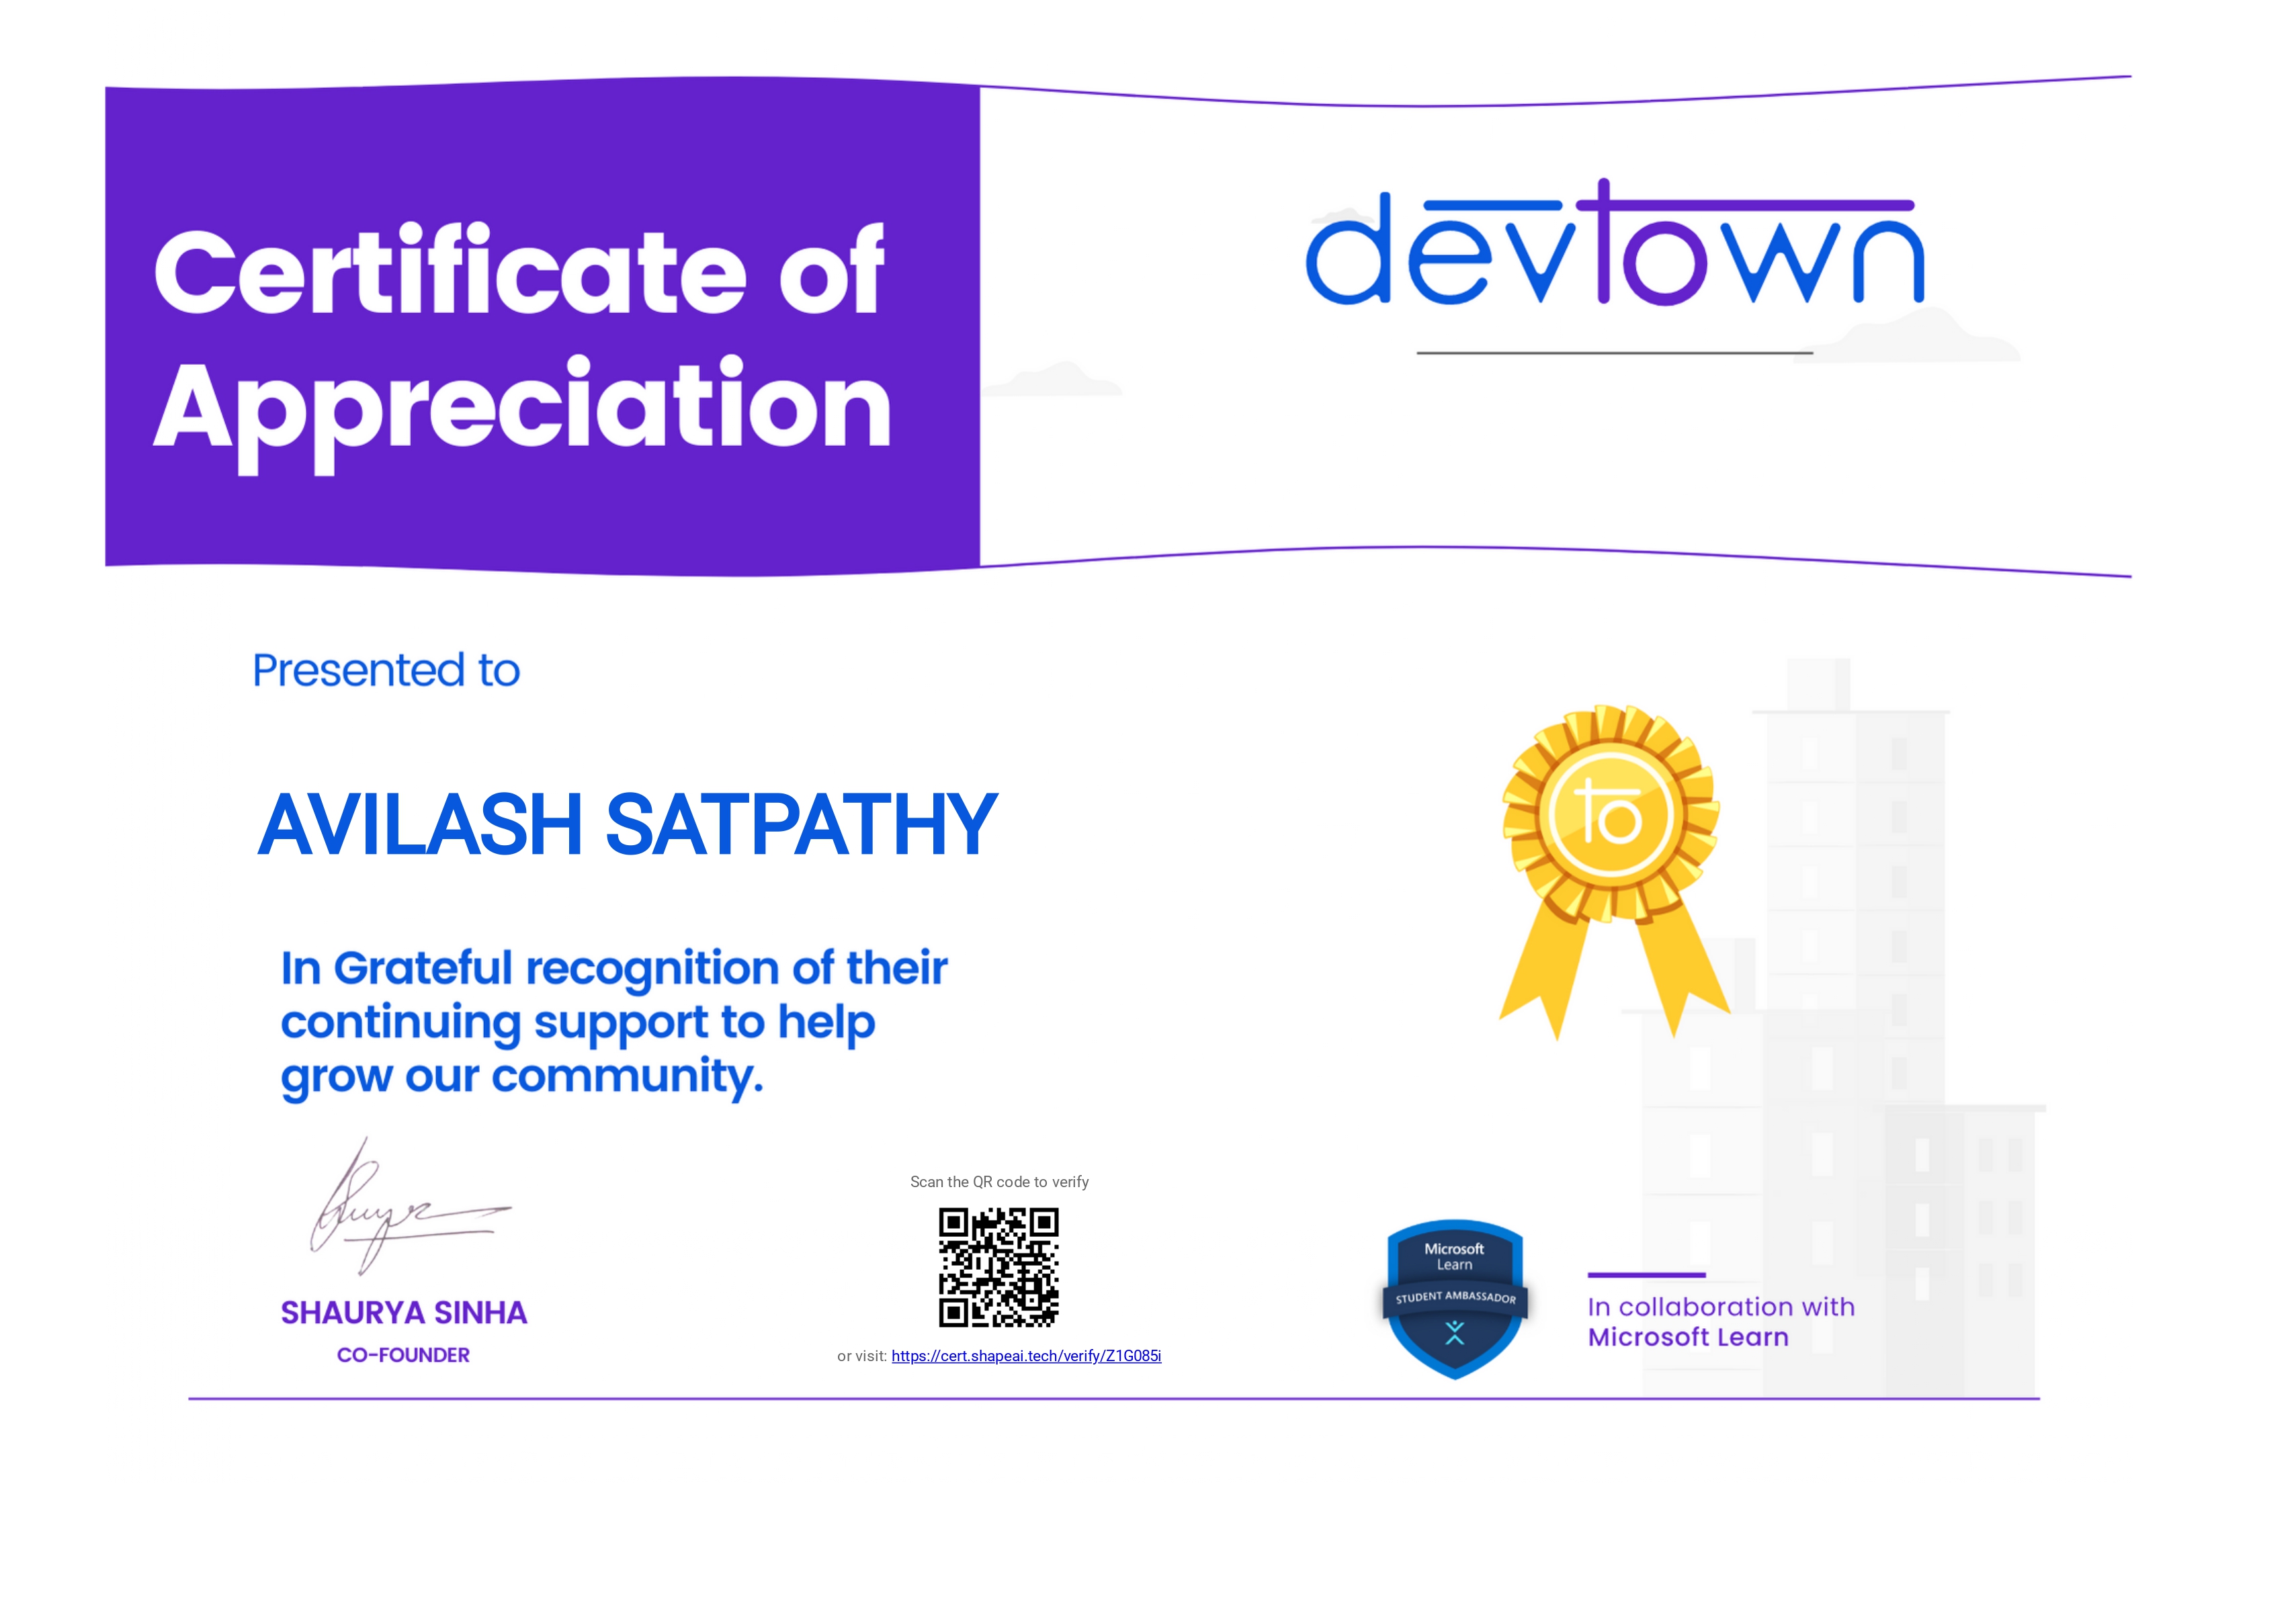 Certificate of
Appreciation
devtown
Presented to
AVILASH SATPATHY
to
In Grateful recognition of their
continuing support to help
grow our community.
SHAURYA SINHA
CO-FOUNDER
Scan the QR code to verify
or visit: https://cert.shapeai.tech/verify/Z1G085i
Microsoft
Learn
STUDENT AMBASSADOR
In collaboration with
Microsoft Learn